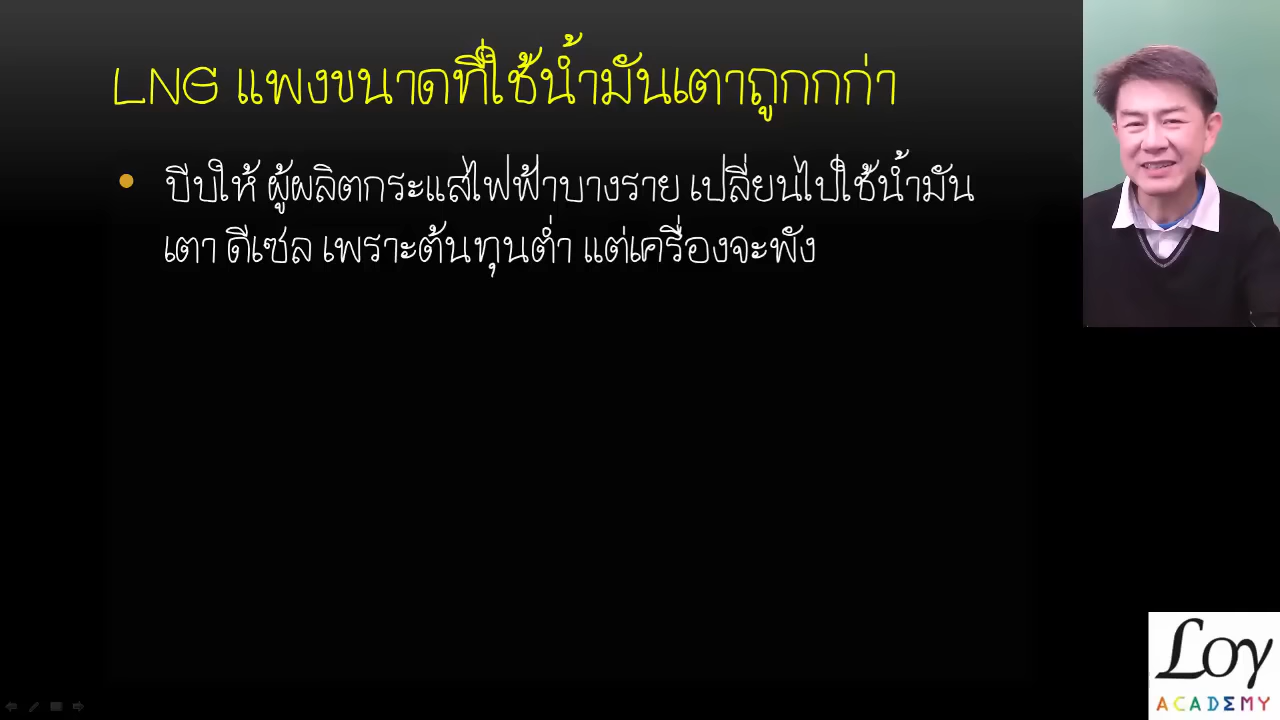 LNG แพงขนาดที่ใช้น้ำมันเตาถูกกก่า
บีบให้ ผู้ผลิตกระแสไฟฟ้าบางราย เปลี่ยนไปใช้น้ำมัน
เตา ดีเซล เพราะต้นทุนต่ำ แต่เครื่องจะพัง
Loy
ACADΣMY